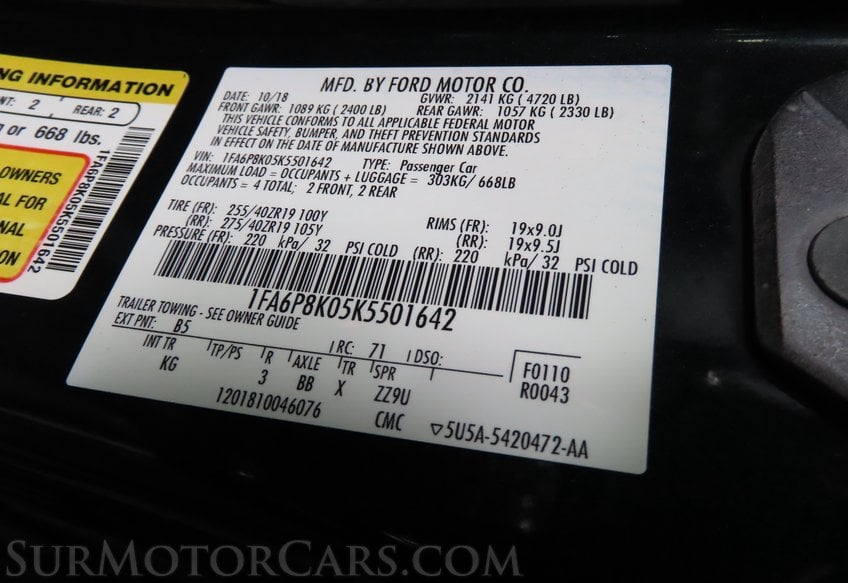 NG INFORMATION
NT: 2 REAR: 2
or 668 lbs.
OWNERS
AL FOR
ONAL
ON
1FA6P8K05K5501642
MFD. BY FORD MOTOR CO.
DATE: 10/18 GVWR: 2141 KG ( 4720 LB)
FRONT GAWR: 1089 KG ( 2400 LB) REAR GAWR: 1057 KG ( 2330 LB)
THIS VEHICLE CONFORMS TO ALL APPLICABLE FEDERAL MOTOR
VEHICLE SAFETY, BUMPER, AND THEFT PREVENTION STANDARDS
IN EFFECT ON THE DATE OF MANUFACTURE SHOWN ABOVE.
VIN: 1FA6P8K05K5501642 TYPE: Passenger Car
MAXIMUM LOAD = OCCUPANTS + LUGGAGE = 303KG/ 668LB
OCCUPANTS = 4 TOTAL; 2 FRONT, 2 REAR
TIRE (FR): 255/40ZR19 100Y RIMS (FR): 19x9.0J
(RR): 275/40ZR19 105Y (RR): 19x9.5J
PRESSURE (FR): 220 kPa/ 32 PSI COLD (RR): 220 kPa/ 32 PSI COLD
1FA6P8K05K5501642
TRAILER TOWING - SEE OWNER GUIDE
EXT PNT: B5 RC: 71 DSO: F0110
INT TR TP/PS R AXLE TR SPR R0043
KG 3 BB X ZZ9U
1201810046076 CMC ▽5U5A-5420472-AA
SURMOTORCARS.COM